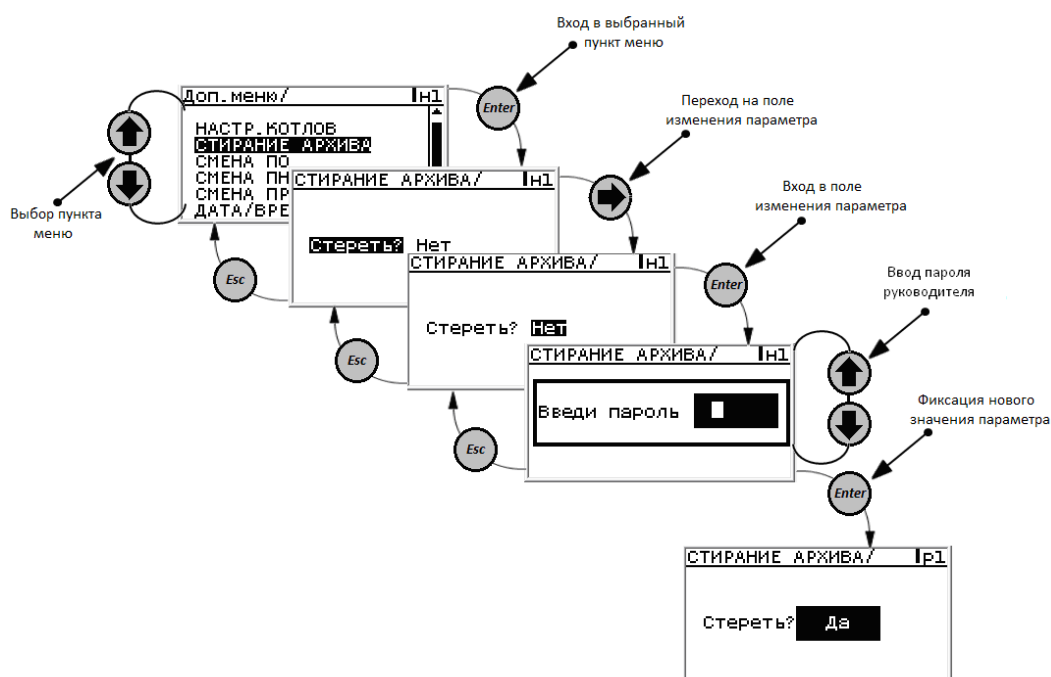 Вход в выбранный
пункт меню
Доп.меню/ Н1
Enter
НАСТР.КОТЛОВ
СТИРАНИЕ АРХИВА
СМЕНА ПО
СМЕНА ПН
СМЕНА ПР
ДАТА/ВРЕ
Выбор пункта
меню
Переход на поле
изменения параметра
СТИРАНИЕ АРХИВА/ Н1
Стереть? Нет
Esc
Вход в поле
изменения параметра
СТИРАНИЕ АРХИВА/ Н1
Enter
Стереть? Нет
Esc
Ввод пароля
руководителя
СТИРАНИЕ АРХИВА/ Н1
Введи пароль
Esc
Фиксация нового
значения параметра
Enter
СТИРАНИЕ АРХИВА/ р1
Стереть? Да